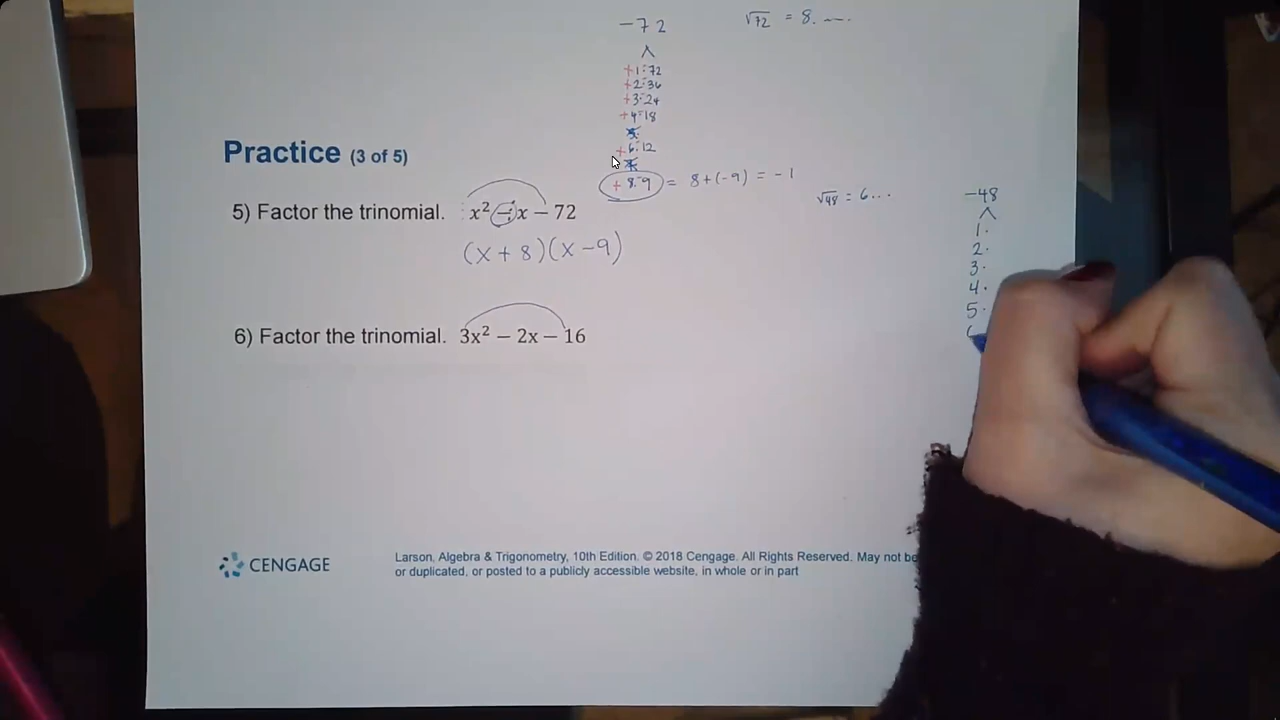 -72
√72 = 8.
+1·-72
+2·-36
+3·-24
+4·-18
5·
+6·-12
7
+8·-9 = 8+(-9) = -1
Practice (3 of 5)
5) Factor the trinomial. x² - x - 72
(x + 8)(x - 9)
√48 = 6...
-48
1·
2·
3·
4·
5·
6) Factor the trinomial. 3x² - 2x - 16
CENGAGE
Larson, Algebra & Trigonometry, 10th Edition. © 2018 Cengage. All Rights Reserved. May not be
or duplicated, or posted to a publicly accessible website, in whole or in part